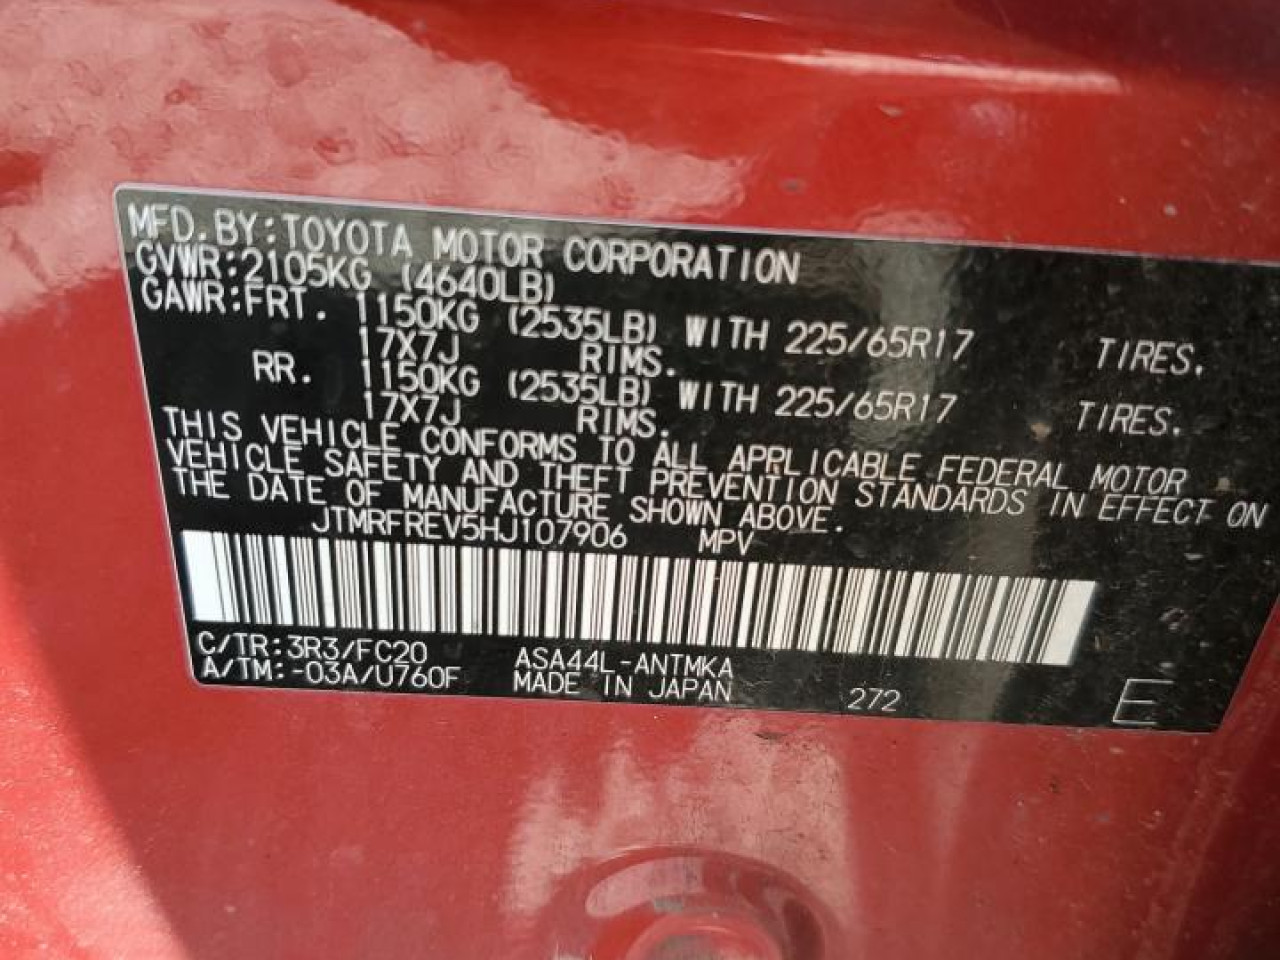 MFD. BY: TOYOTA MOTOR CORPORATION
GVWR: 2105KG (4640LB)
GAWR: FRT. 1150KG (2535LB) WITH 225/65R17 TIRES.
17X7J RIMS.
RR. 1150KG (2535LB) WITH 225/65R17 TIRES.
17X7J RIMS.
THIS VEHICLE CONFORMS TO ALL APPLICABLE FEDERAL MOTOR
VEHICLE SAFETY AND THEFT PREVENTION STANDARDS IN EFFECT ON
THE DATE OF MANUFACTURE SHOWN ABOVE.
JTMRFREV5HJ107906 MPV
C/TR: 3R3/FC20 ASA44L-ANTMKA
A/TM: -03A/U760F MADE IN JAPAN 272 E